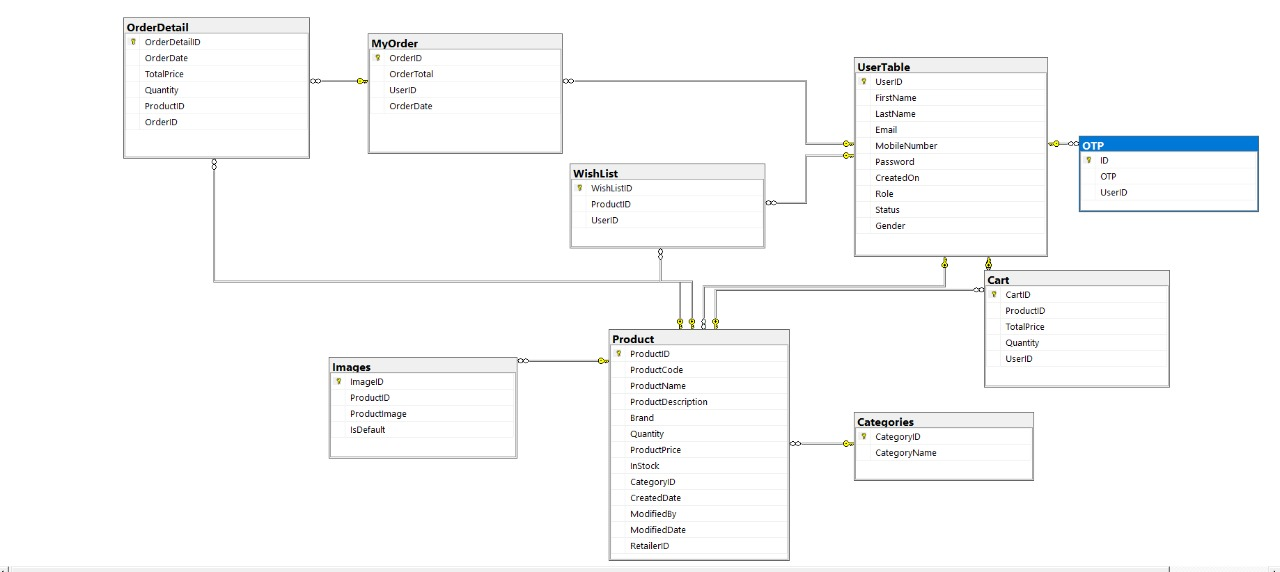 OrderDetail
OrderDetailID
OrderDate
TotalPrice
Quantity
ProductID
OrderID
MyOrder
OrderID
OrderTotal
UserID
OrderDate
UserTable
UserID
FirstName
LastName
Email
MobileNumber
Password
CreatedOn
Role
Status
Gender
OTP
ID
OTP
UserID
WishList
WishListID
ProductID
UserID
Cart
CartID
ProductID
TotalPrice
Quantity
UserID
Images
ImageID
ProductID
ProductImage
IsDefault
Product
ProductID
ProductCode
ProductName
ProductDescription
Brand
Quantity
ProductPrice
InStock
CategoryID
CreatedDate
ModifiedBy
ModifiedDate
RetailerID
Categories
CategoryID
CategoryName